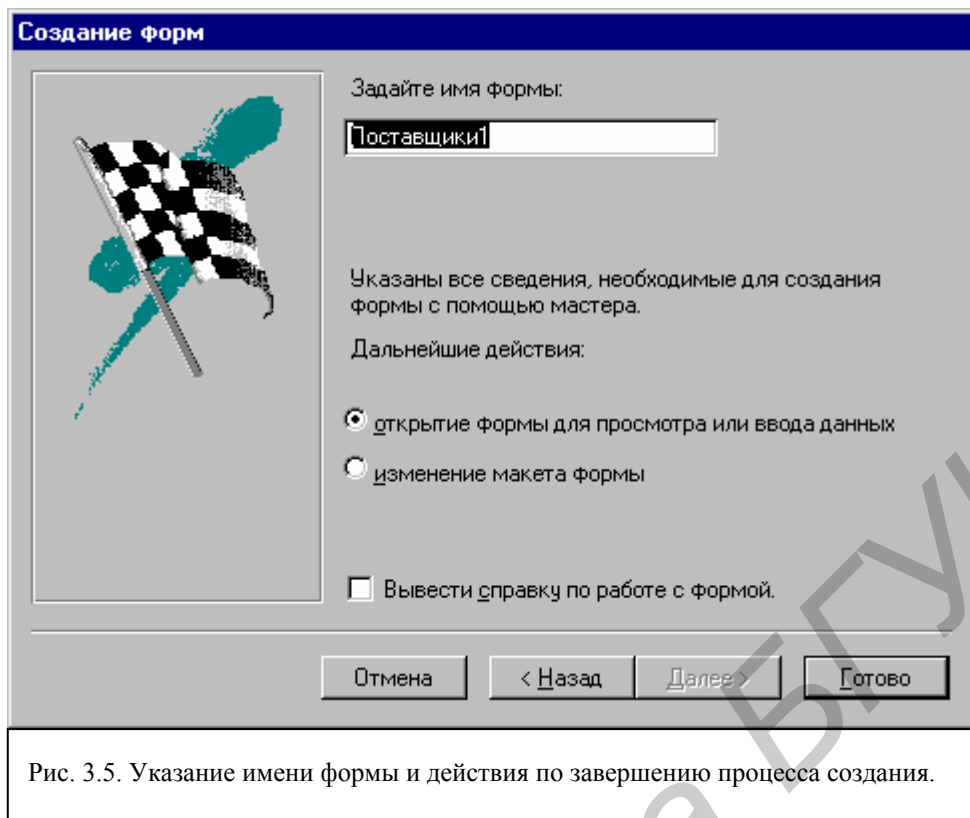 Создание форм
Задайте имя формы:
Поставщики1
Указаны все сведения, необходимые для создания
формы с помощью мастера.
Дальнейшие действия:
открытие формы для просмотра или ввода данных
изменение макета формы
Вывести справку по работе с формой.
Отмена
< Назад
Далее >
Готово
Рис. 3.5. Указание имени формы и действия по завершению процесса создания.